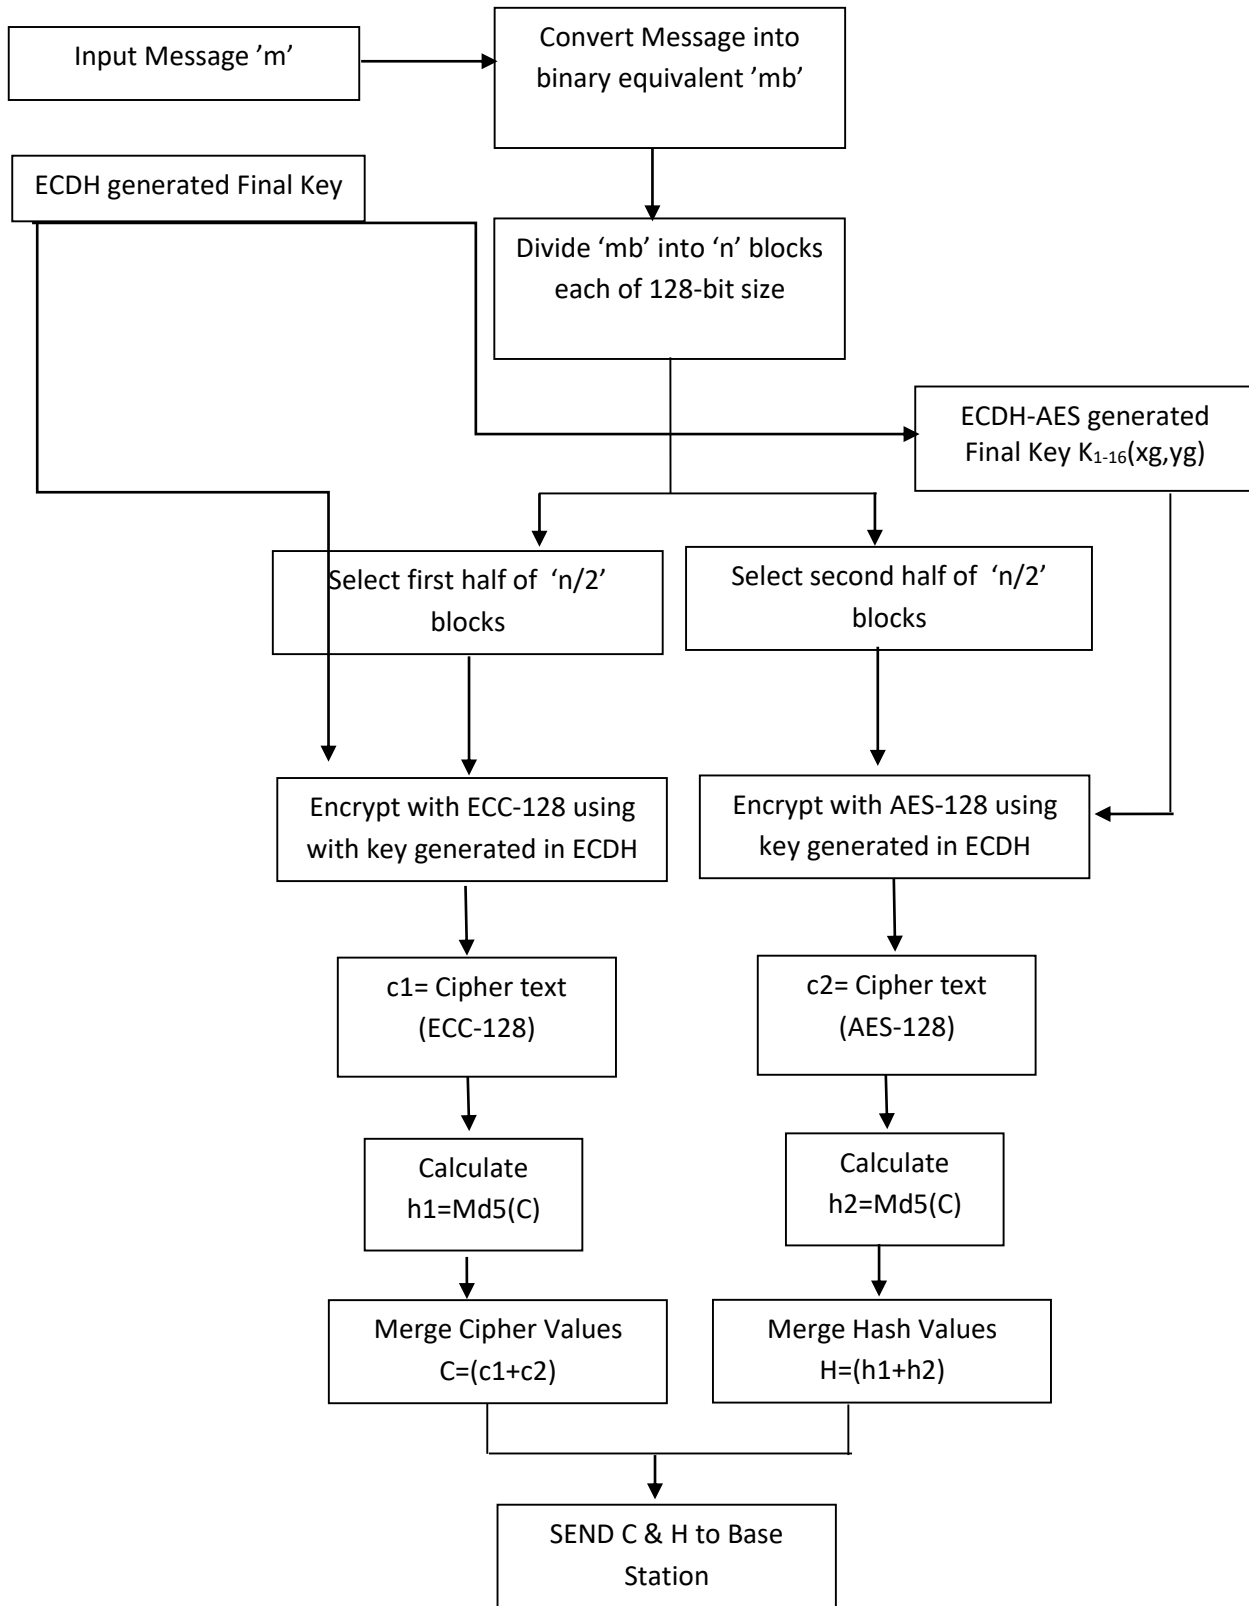 Input Message ’m’
Convert Message into
binary equivalent ’mb’
ECDH generated Final Key
Divide ‘mb’ into ‘n’ blocks
each of 128-bit size
ECDH-AES generated
Final Key K₁₋₁₆(xg,yg)
Select first half of ‘n/2’
blocks
Select second half of ‘n/2’
blocks
Encrypt with ECC-128 using
with key generated in ECDH
Encrypt with AES-128 using
key generated in ECDH
c1= Cipher text
(ECC-128)
c2= Cipher text
(AES-128)
Calculate
h1=Md5(C)
Calculate
h2=Md5(C)
Merge Cipher Values
C=(c1+c2)
Merge Hash Values
H=(h1+h2)
SEND C & H to Base
Station